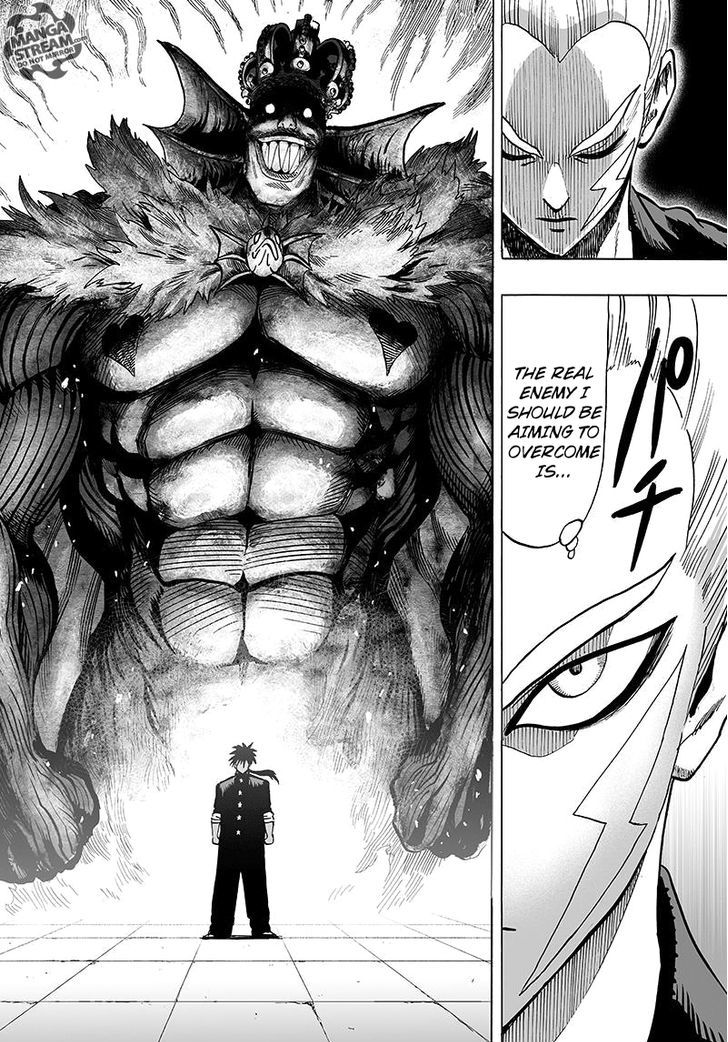 MANGA
STREAM
DO NOT MIRROR
THE REAL
ENEMY I
SHOULD BE
AIMING TO
OVERCOME
IS...
パチ